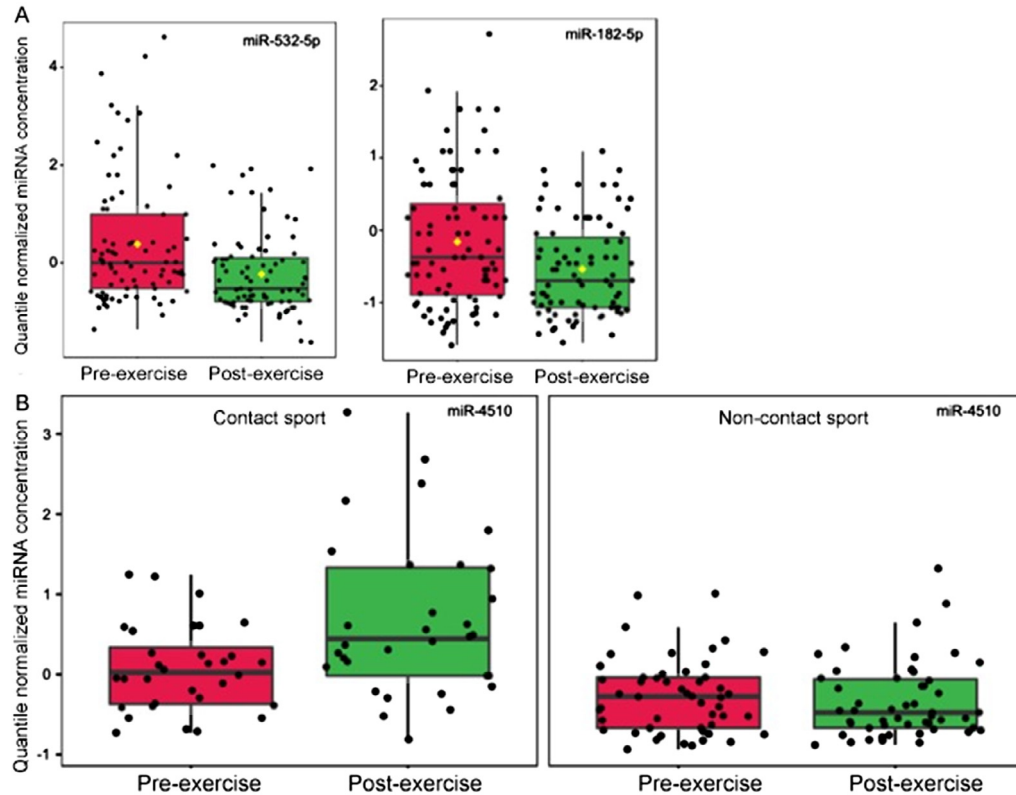 A
Quantile normalized miRNA concentration
miR-532-5p
4
2
0
Pre-exercise Post-exercise
miR-182-5p
2
1
0
-1
Pre-exercise Post-exercise
B
Quantile normalized miRNA concentration
Contact sport
miR-4510
3
2
1
0
-1
Pre-exercise Post-exercise
Non-contact sport
miR-4510
Pre-exercise Post-exercise